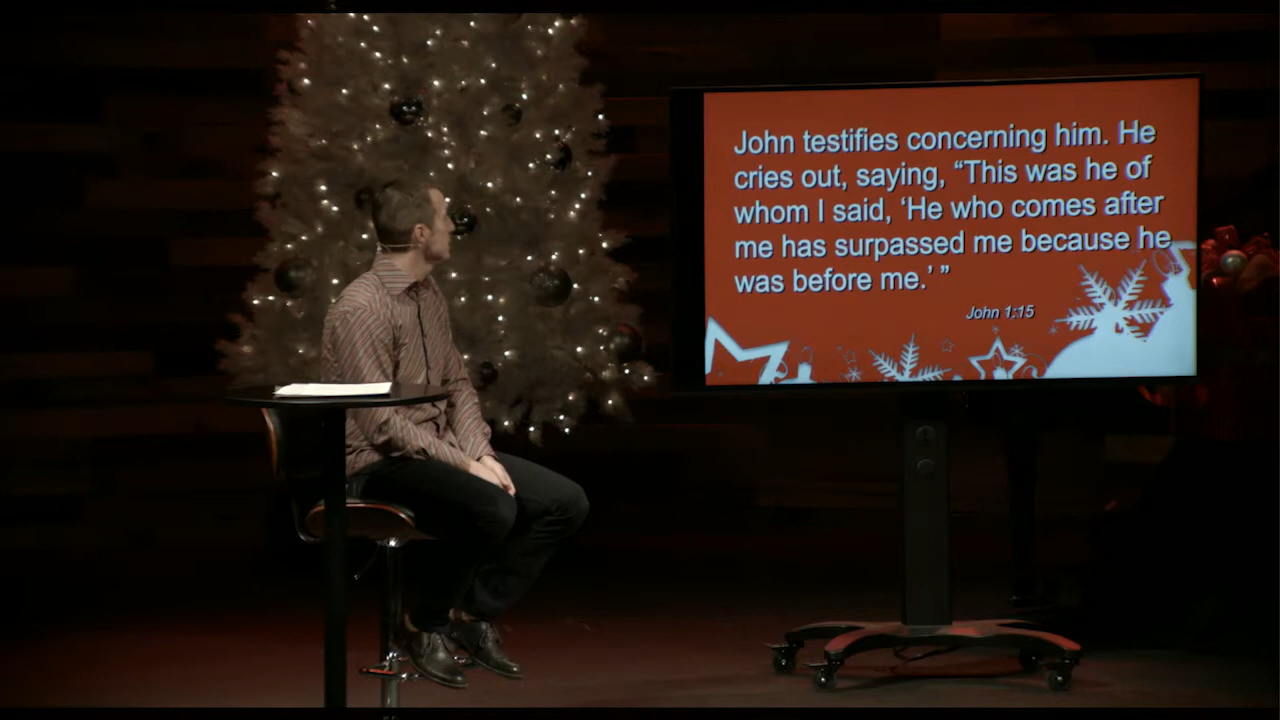 John testifies concerning him. He
cries out, saying, “This was he of
whom I said, ‘He who comes after
me has surpassed me because he
was before me.’ ”
John 1:15